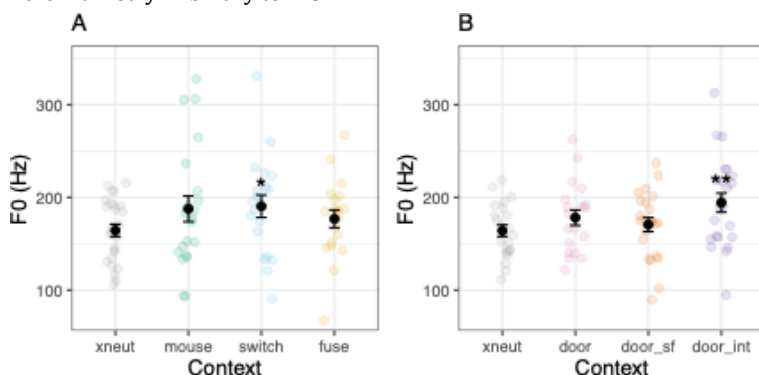 A
B
F0 (Hz)
300
200
100
*
xneut mouse switch fuse
Context
F0 (Hz)
300
200
100
**
xneut door door_sf door_int
Context